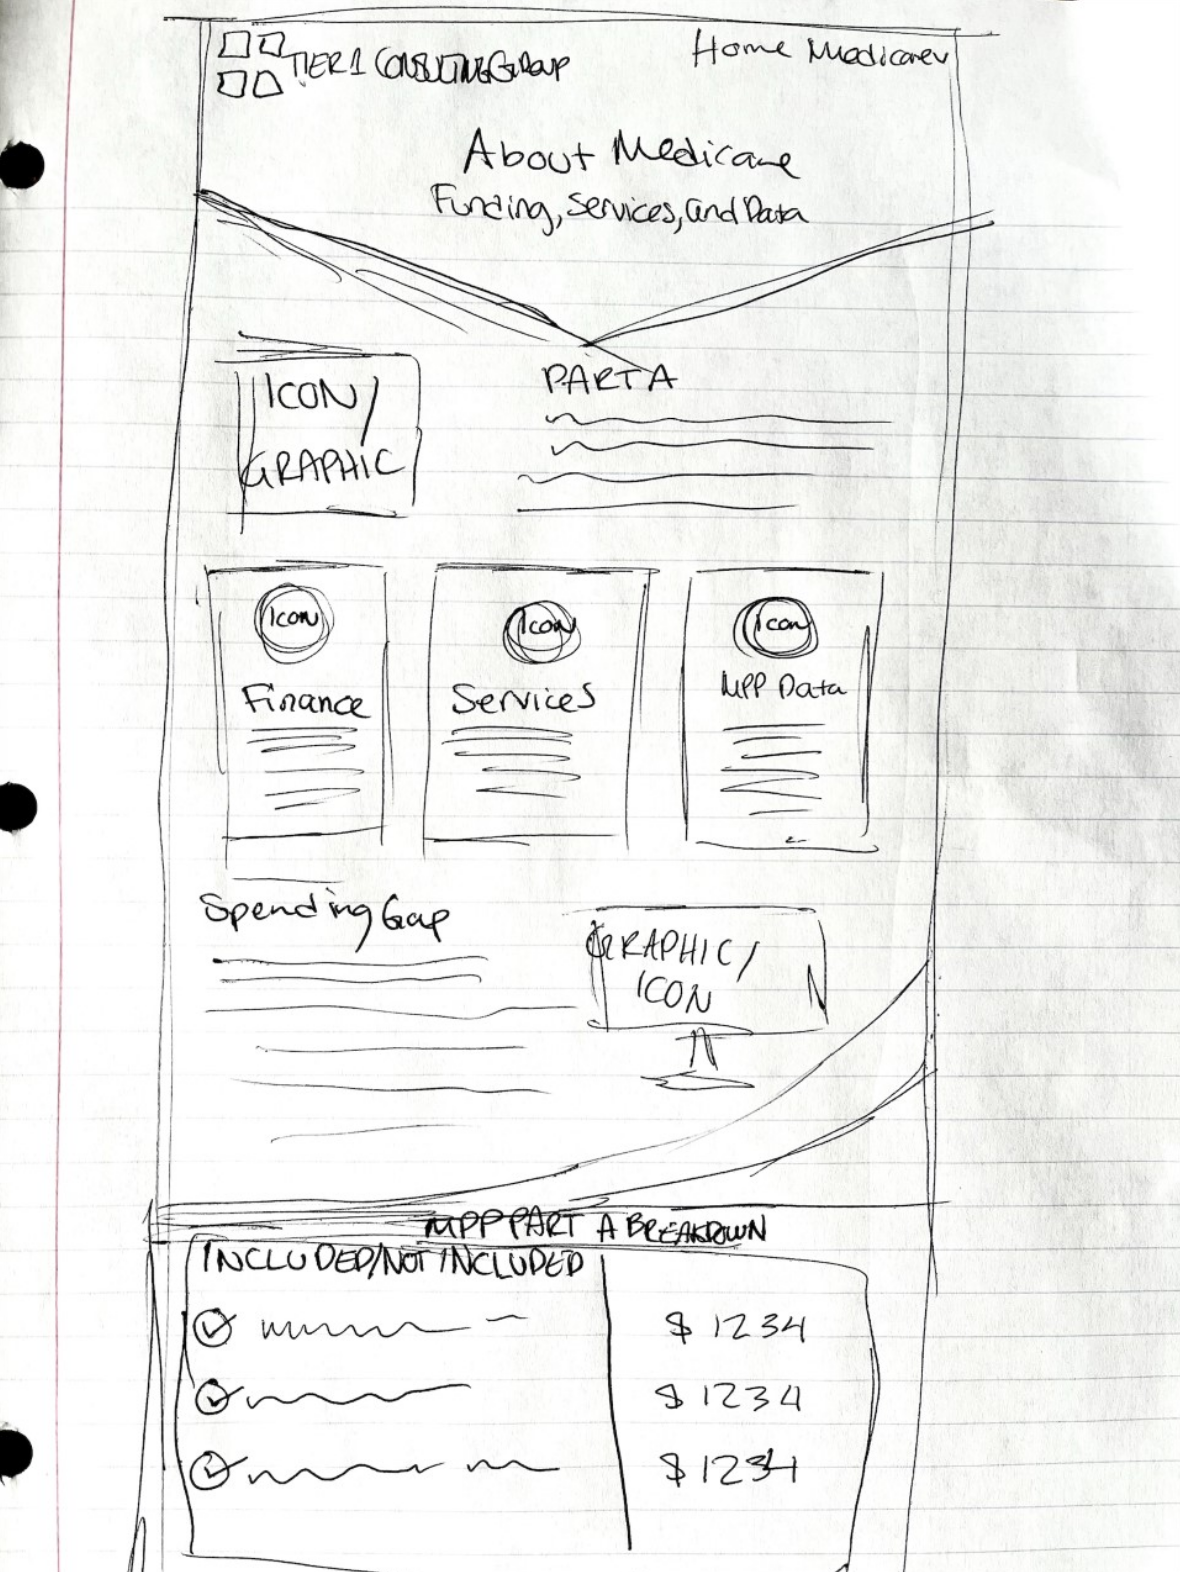 TIER 1 CONSULTING GROUP
Home Medicare v
About Medicare
Funding, Services, and Data
ICON/
GRAPHIC
PART A
Icon
Finance
Icon
Services
Icon
MPP Data
Spending Gap
GRAPHIC/
ICON
MPP PART A BREAKDOWN
INCLUDED/NOT INCLUDED
$ 1234
$ 1234
$ 1234